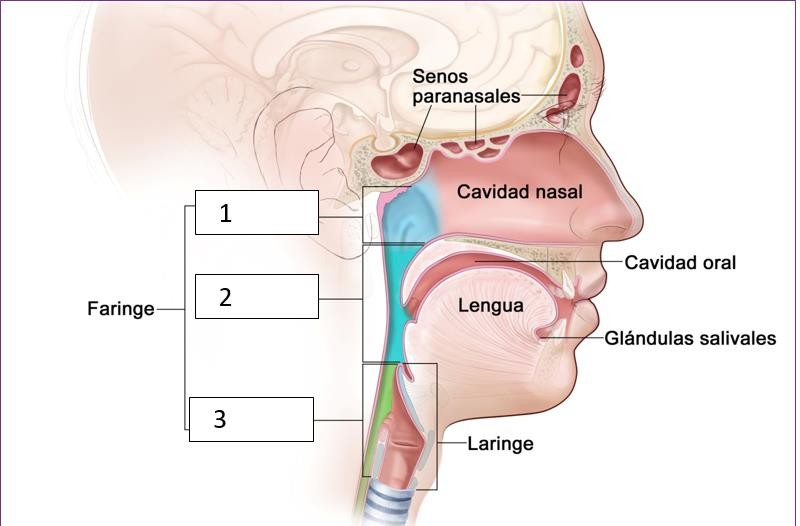 Senos
paranasales
Cavidad nasal
1
Cavidad oral
2
Lengua
Faringe
Glándulas salivales
3
Laringe